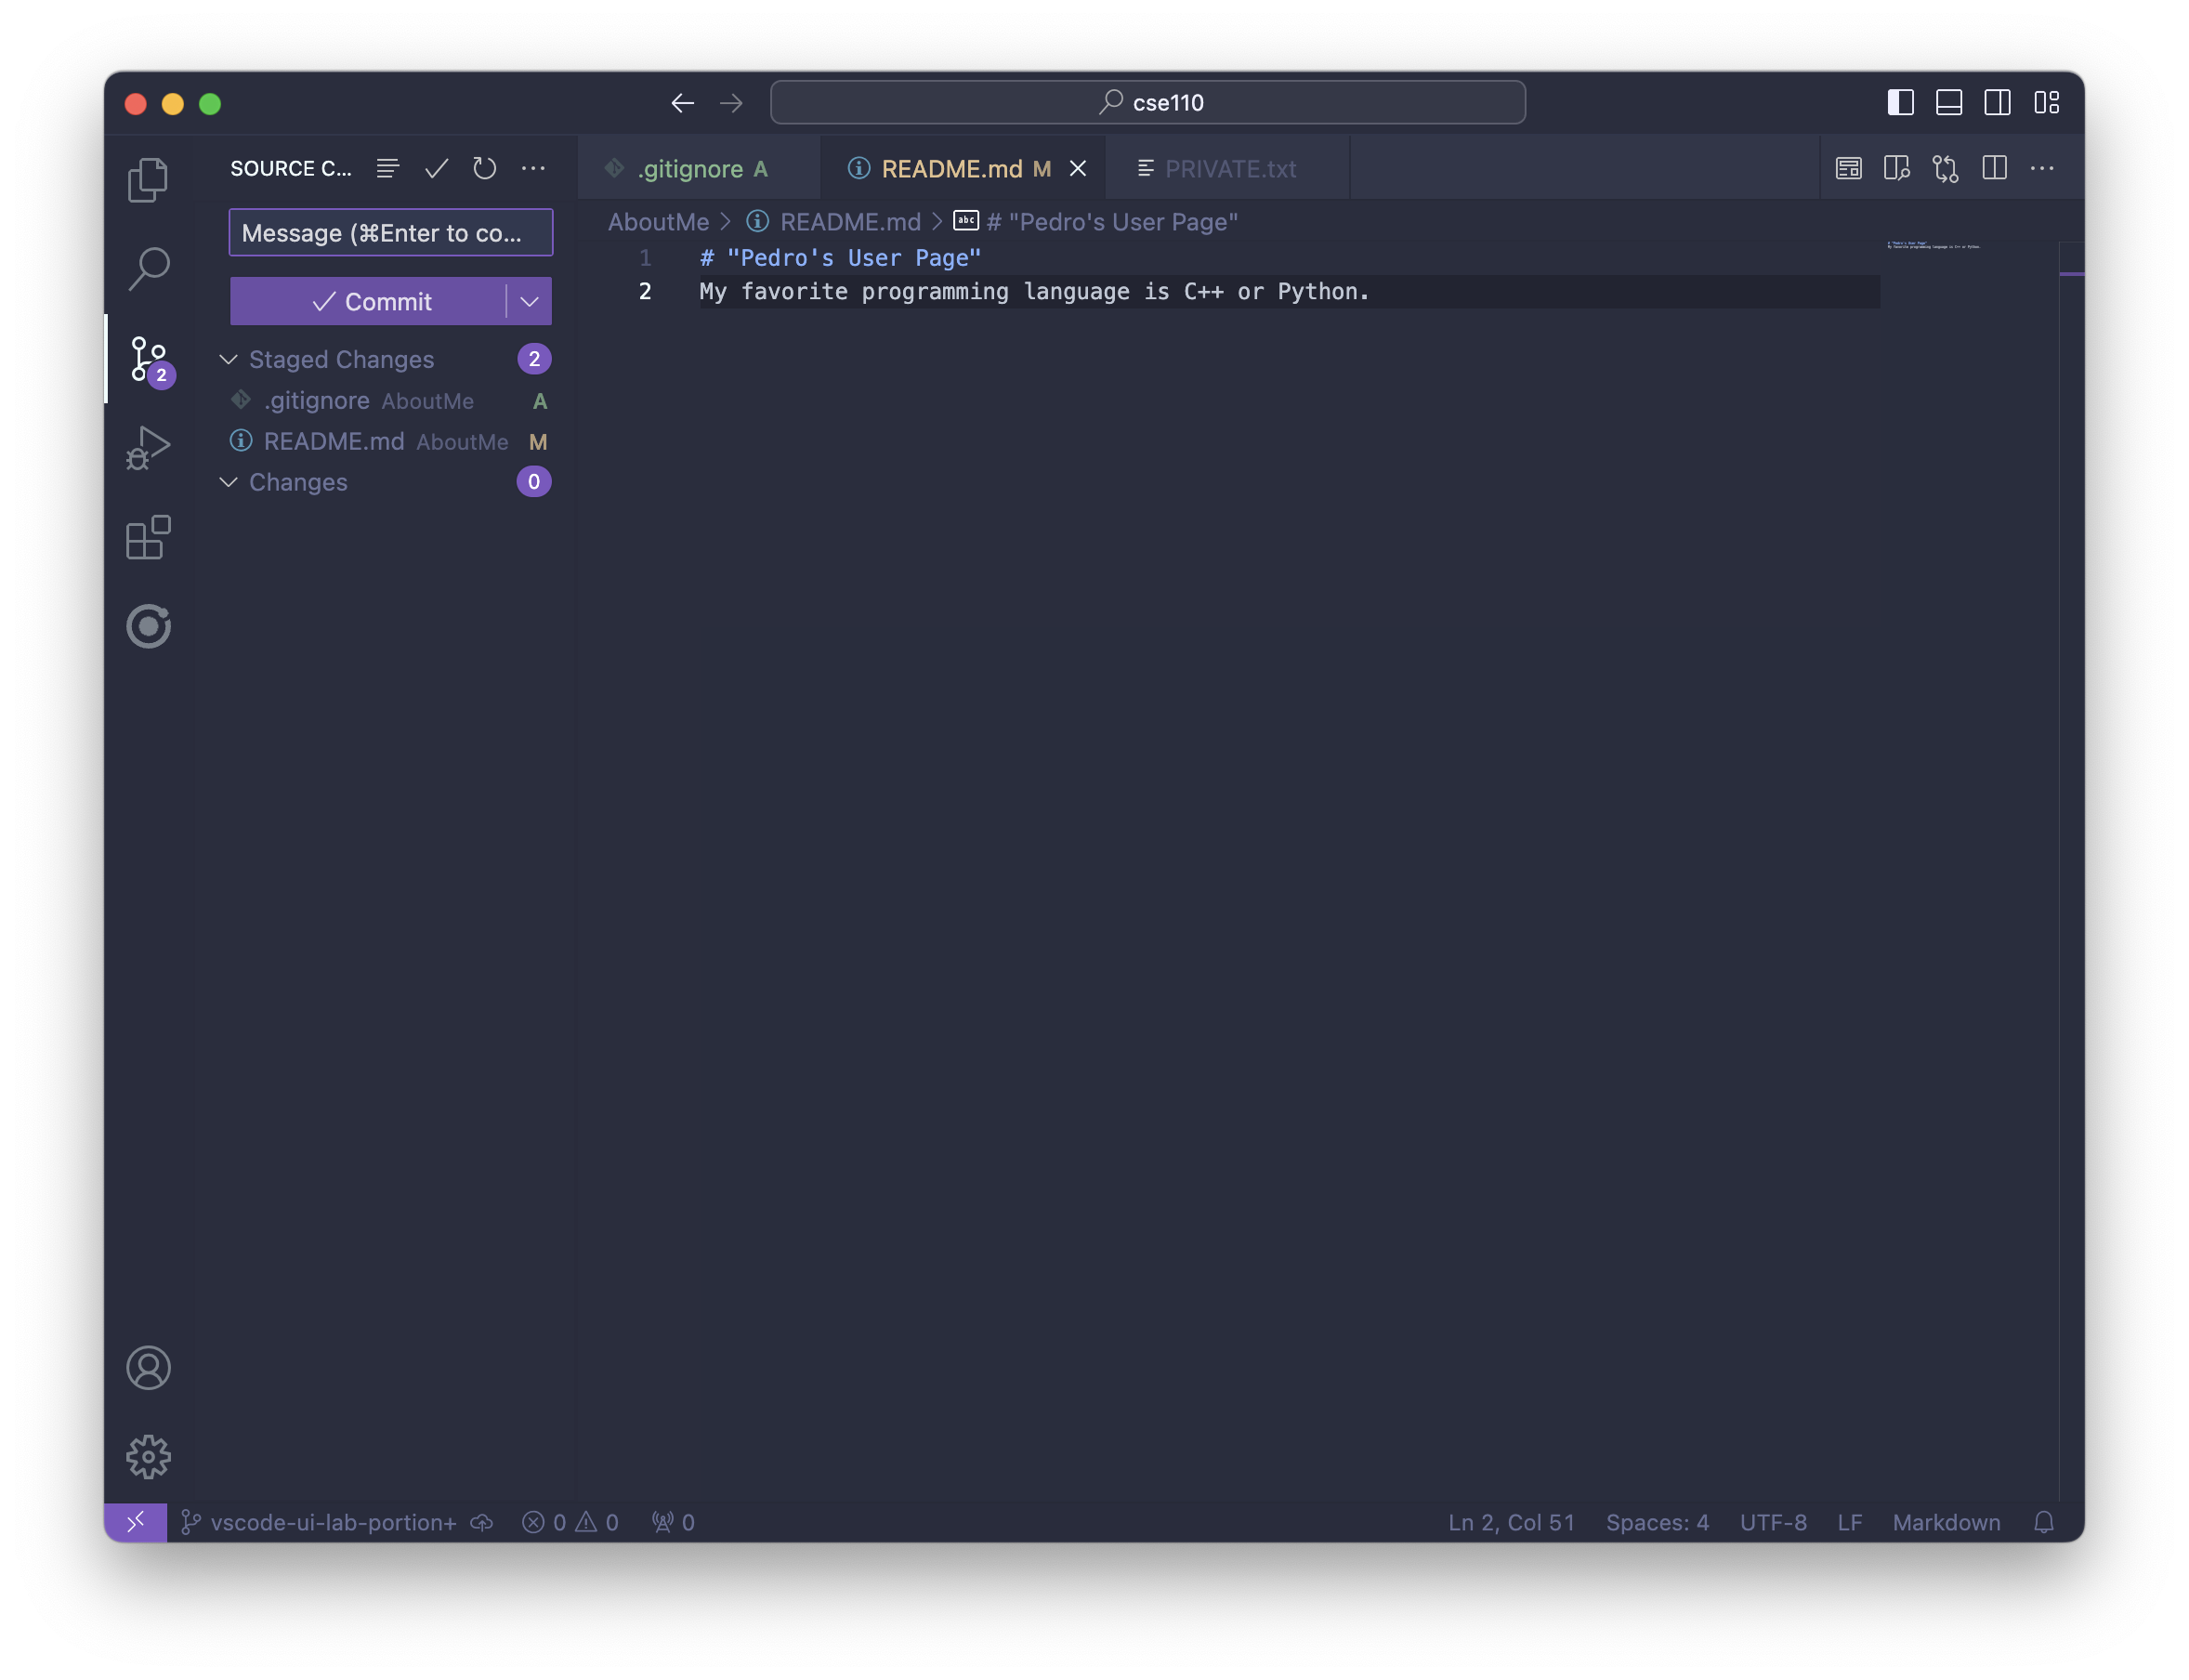 cse110
SOURCE C...
.gitignore A
README.md M
PRIVATE.txt
Message (⌘Enter to co...
AboutMe > README.md > # "Pedro's User Page"
1 # "Pedro's User Page"
2 My favorite programming language is C++ or Python.
Commit
Staged Changes 2
.gitignore AboutMe A
README.md AboutMe M
Changes 0
2
vscode-ui-lab-portion+ 0 0 0
Ln 2, Col 51 Spaces: 4 UTF-8 LF Markdown